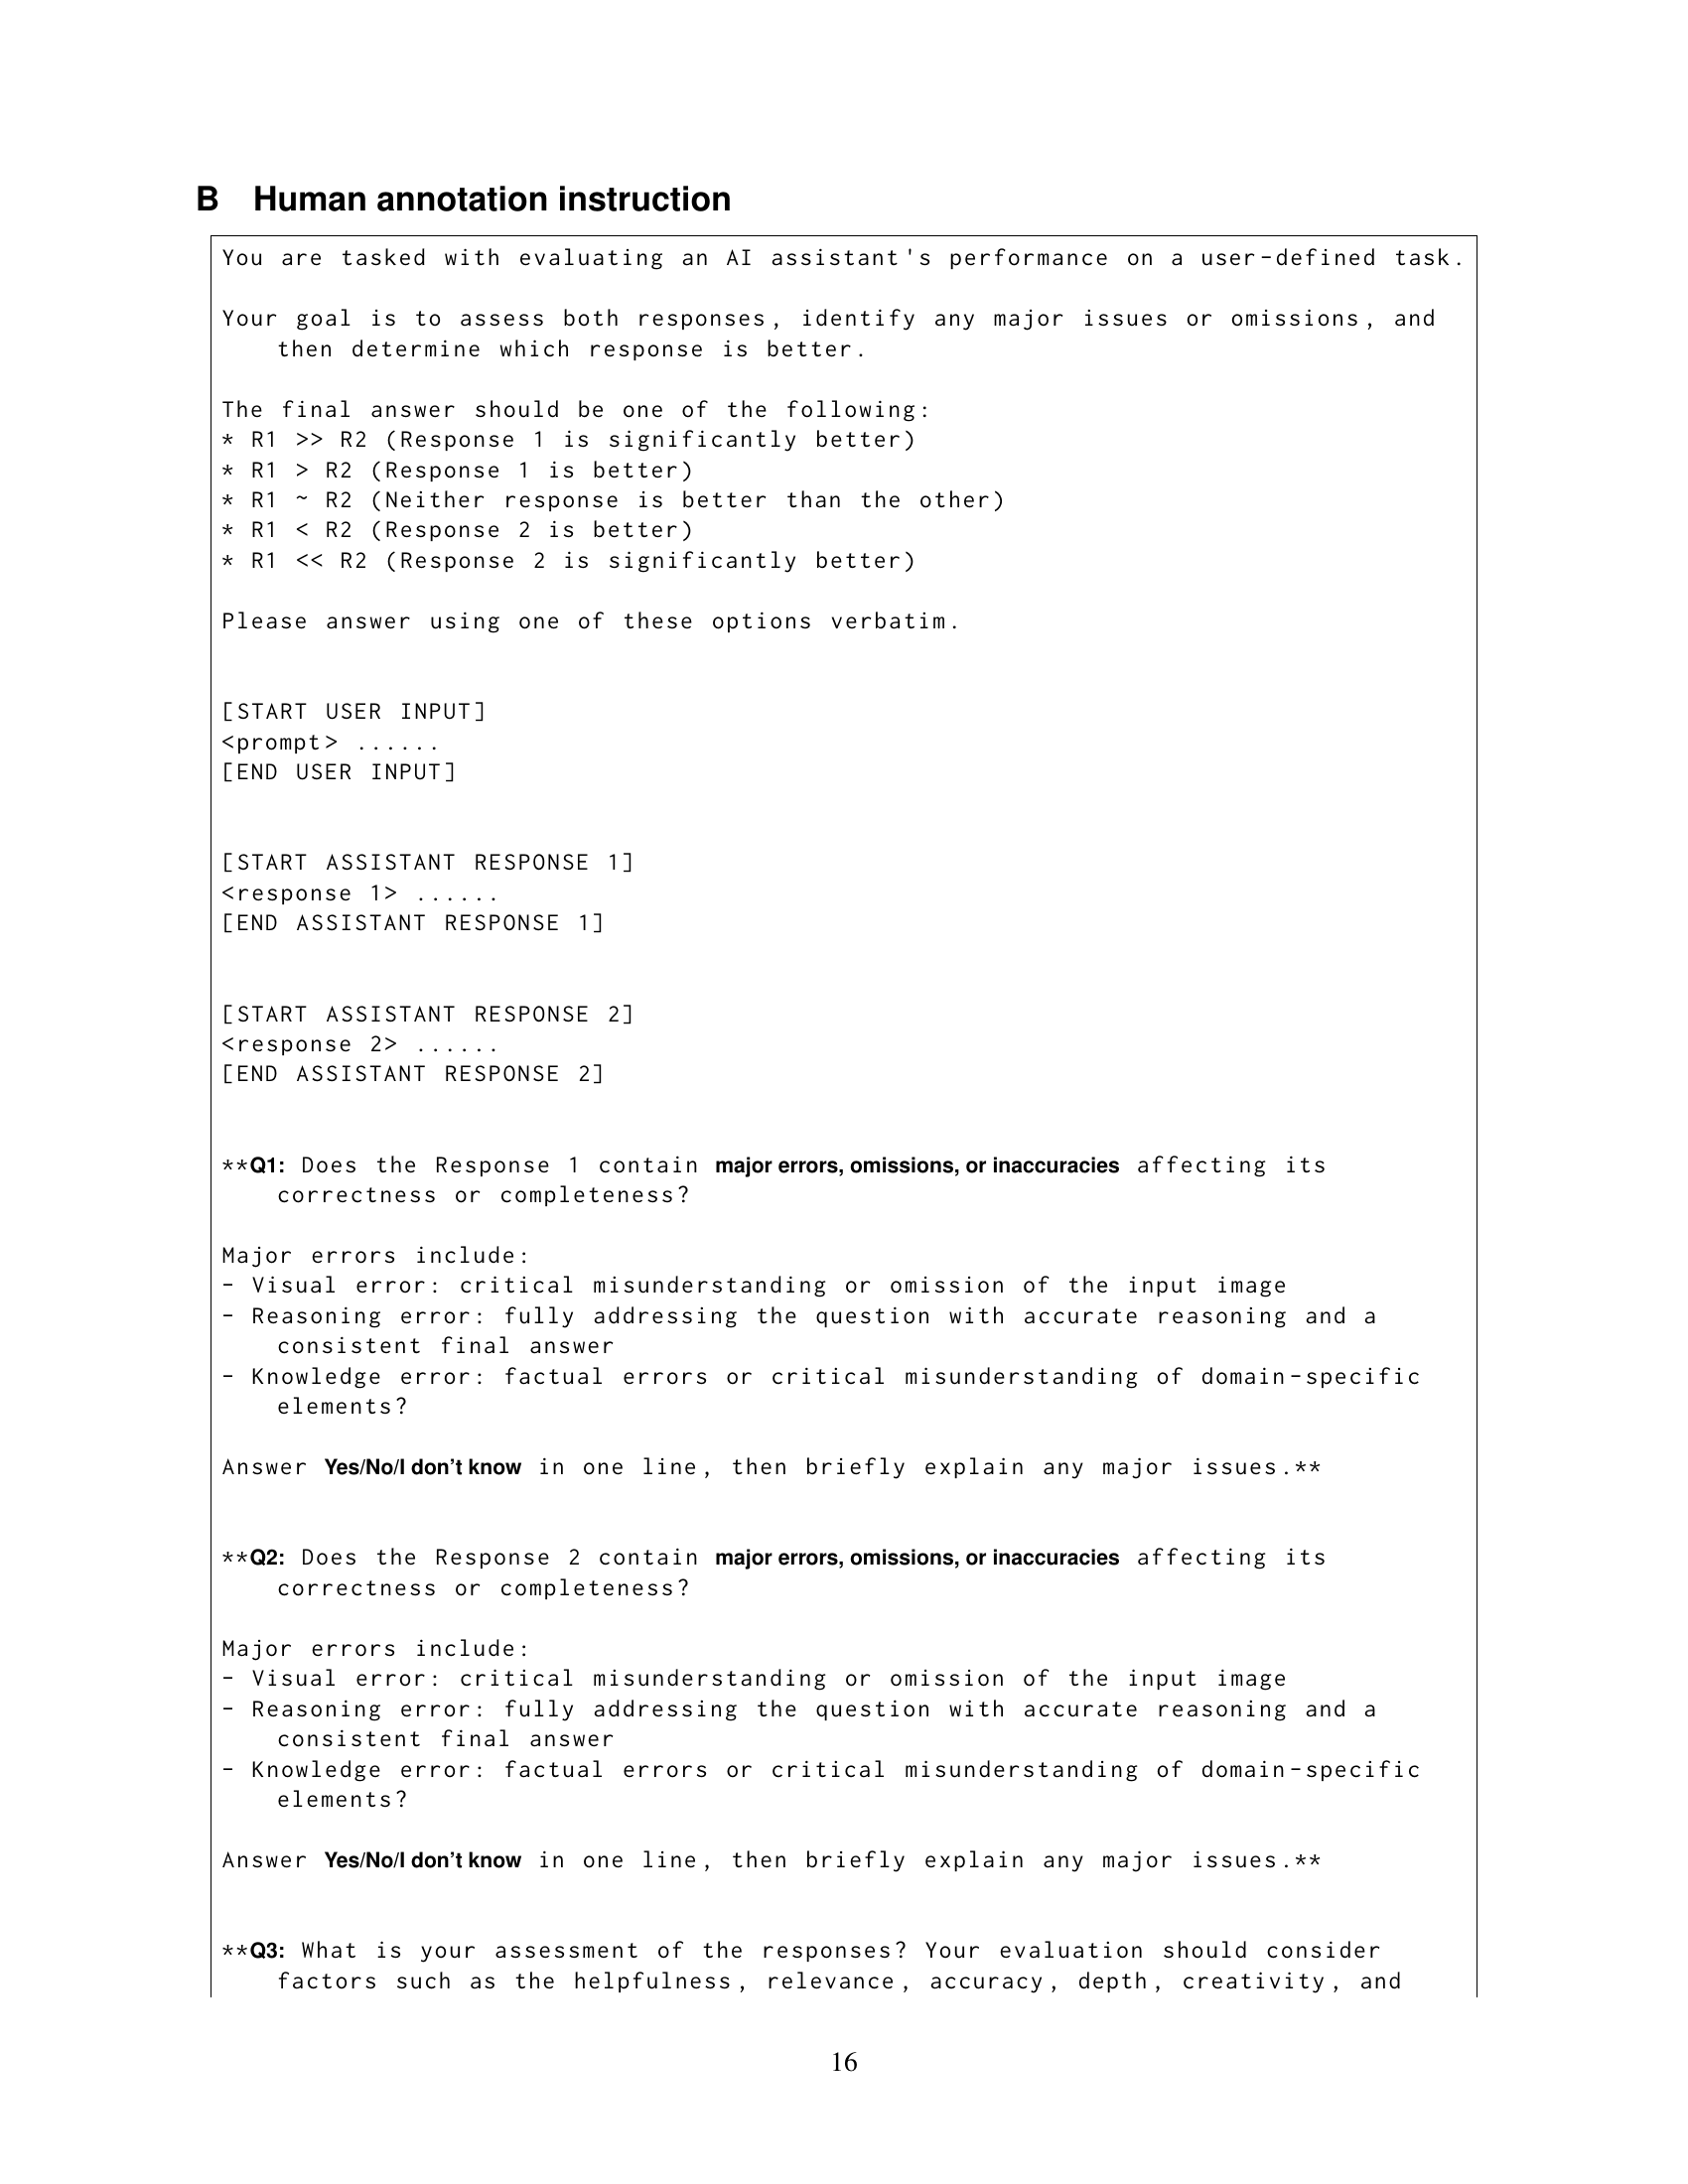 B Human annotation instruction
You are tasked with evaluating an AI assistant's performance on a user-defined task.
Your goal is to assess both responses, identify any major issues or omissions, and
then determine which response is better.
The final answer should be one of the following:
* R1 >> R2 (Response 1 is significantly better)
* R1 > R2 (Response 1 is better)
* R1 ~ R2 (Neither response is better than the other)
* R1 < R2 (Response 2 is better)
* R1 << R2 (Response 2 is significantly better)
Please answer using one of these options verbatim.
[START USER INPUT]
<prompt> ......
[END USER INPUT]
[START ASSISTANT RESPONSE 1]
<response 1> ......
[END ASSISTANT RESPONSE 1]
[START ASSISTANT RESPONSE 2]
<response 2> ......
[END ASSISTANT RESPONSE 2]
**Q1: Does the Response 1 contain major errors, omissions, or inaccuracies affecting its
correctness or completeness?
Major errors include:
- Visual error: critical misunderstanding or omission of the input image
- Reasoning error: fully addressing the question with accurate reasoning and a
consistent final answer
- Knowledge error: factual errors or critical misunderstanding of domain-specific
elements?
Answer Yes/No/I don't know in one line, then briefly explain any major issues.**
**Q2: Does the Response 2 contain major errors, omissions, or inaccuracies affecting its
correctness or completeness?
Major errors include:
- Visual error: critical misunderstanding or omission of the input image
- Reasoning error: fully addressing the question with accurate reasoning and a
consistent final answer
- Knowledge error: factual errors or critical misunderstanding of domain-specific
elements?
Answer Yes/No/I don't know in one line, then briefly explain any major issues.**
**Q3: What is your assessment of the responses? Your evaluation should consider
factors such as the helpfulness, relevance, accuracy, depth, creativity, and
16